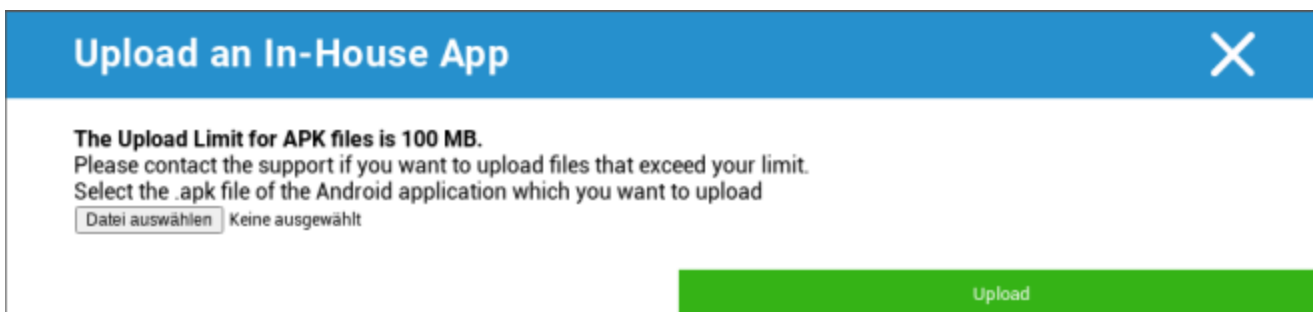 Upload an In-House App
The Upload Limit for APK files is 100 MB.
Please contact the support if you want to upload files that exceed your limit.
Select the .apk file of the Android application which you want to upload
Datei auswählen Keine ausgewählt
Upload